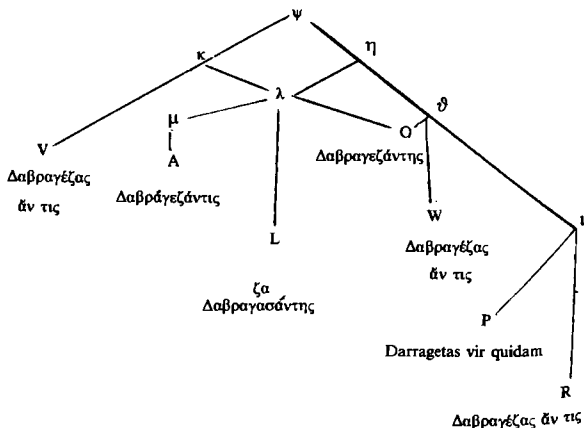 ψ
κ
η
λ
μ
ϑ
V
A
O
Δαβραγέζας
ἄν τις
Δαβράγεζάντις
Δαβραγεζάντης
W
L
Δαβραγέζας
ἄν τις
ι
ζα
Δαβραγασάντης
P
Darragetas vir quidam
R
Δαβραγέζας ἄν τις